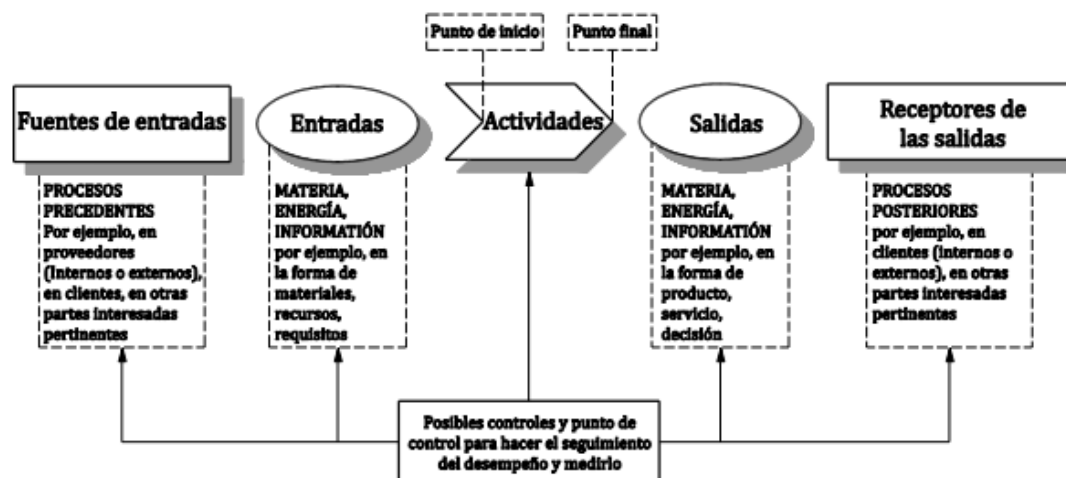 Punto de inicio
Punto final
Fuentes de entradas
Entradas
Actividades
Salidas
Receptores de
las salidas
PROCESOS
PRECEDENTES
Por ejemplo, en
proveedores
(Internos o externos),
en clientes, en otras
partes interesadas
pertinentes
MATERIA,
ENERGÍA,
INFORMATIÓN
por ejemplo, en
la forma de
materiales,
recursos,
requisitos
MATERIA,
ENERGÍA,
INFORMATIÓN
por ejemplo, en
la forma de
producto,
servicio,
decisión
PROCESOS
POSTERIORES
por ejemplo, en
clientes (internos o
externos), en otras
partes interesadas
pertinentes
Posibles controles y punto de
control para hacer el seguimiento
del desempeño y medirlo